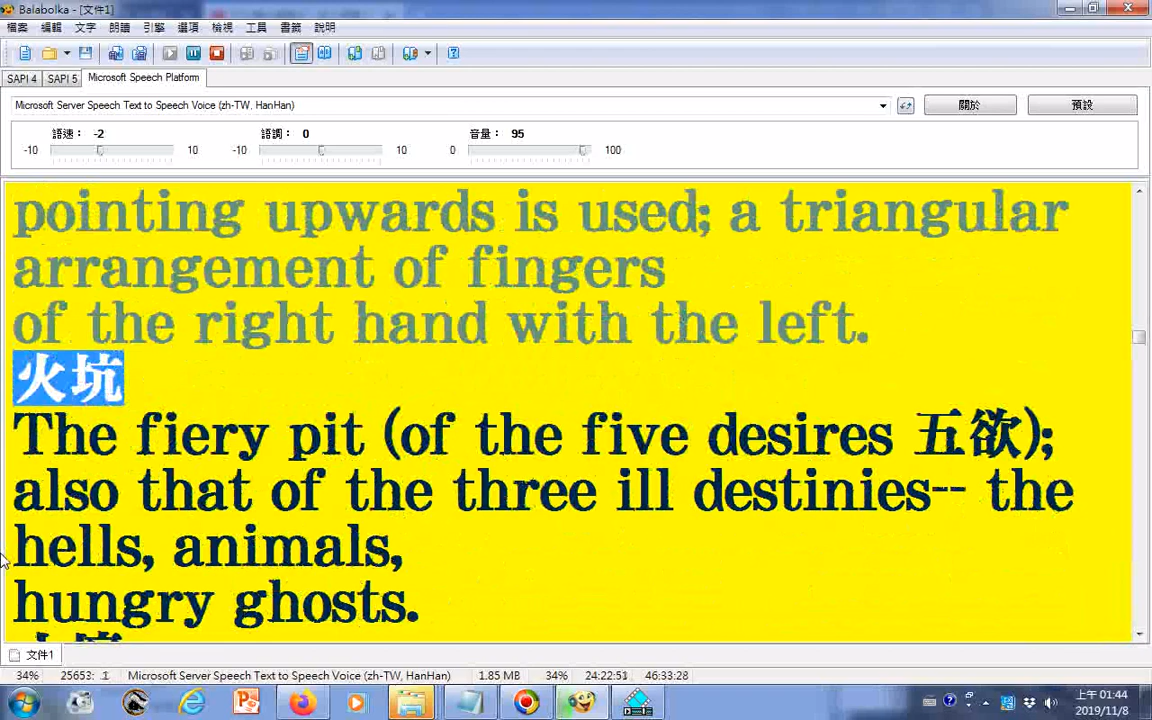 Balabolka - [文件1]
檔案 編輯 文字 朗讀 引擎 選項 檢視 工具 書籤 說明
SAPI 4 SAPI 5 Microsoft Speech Platform
Microsoft Server Speech Text to Speech Voice (zh-TW, HanHan) 關於 預設
語速： -2 語調： 0 音量： 95
-10 10 -10 10 0 100
pointing upwards is used; a triangular
arrangement of fingers
of the right hand with the left.
火坑
The fiery pit (of the five desires 五欲);
also that of the three ill destinies-- the
hells, animals,
hungry ghosts.
文件1
34% 25653: 1 Microsoft Server Speech Text to Speech Voice (zh-TW, HanHan) 1.85 MB 34% 24:22:51 46:33:28
上午 01:44
2019/11/8